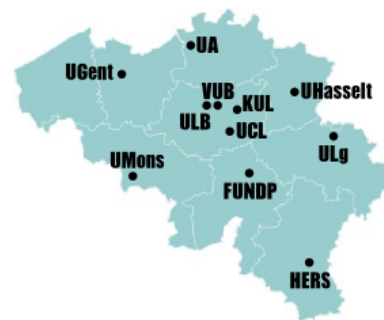 UA
UGent
VUB
UHasselt
KUL
ULB
UCL
ULg
UMons
FUNDP
HERS